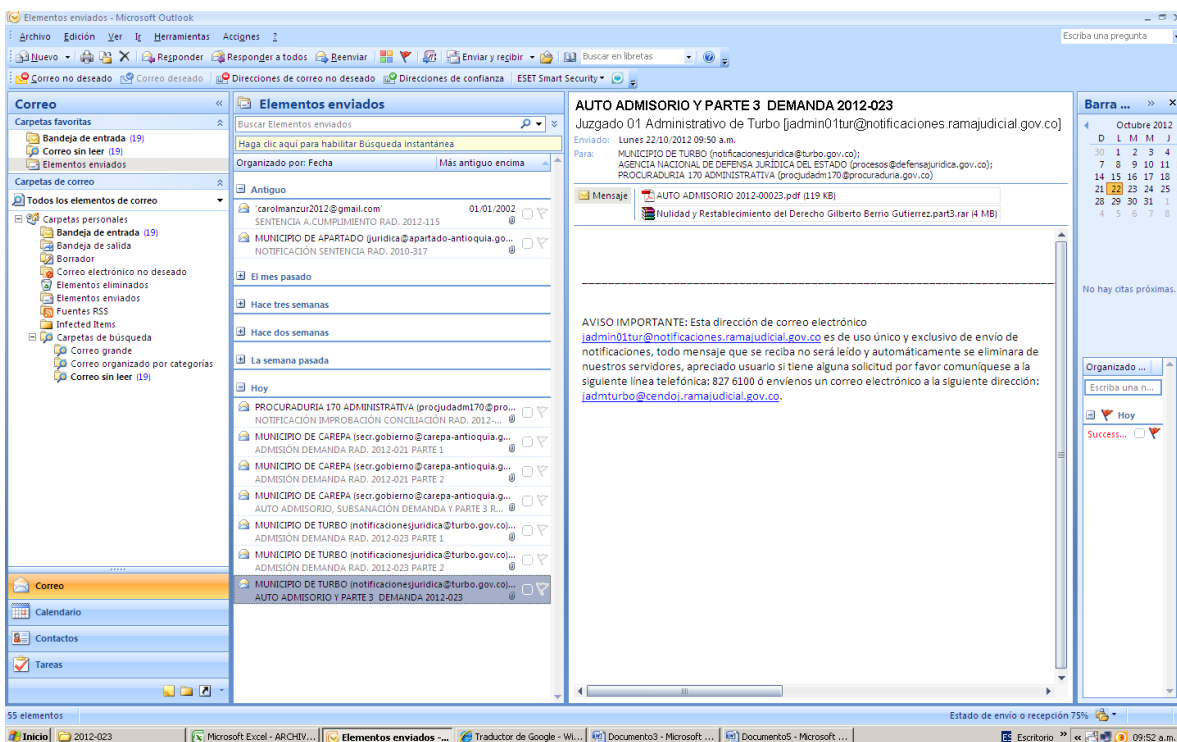 Elementos enviados - Microsoft Outlook
Archivo Edición Ver Ir Herramientas Acciones ?
Escriba una pregunta
Nuevo Responder Responder a todos Reenviar Enviar y recibir Buscar en libretas
Correo no deseado Correo deseado Direcciones de correo no deseado Direcciones de confianza ESET Smart Security
Correo «
Carpetas favoritas
Bandeja de entrada (19)
Correo sin leer (19)
Elementos enviados
Carpetas de correo
Todos los elementos de correo
Carpetas personales
Bandeja de entrada (19)
Bandeja de salida
Borrador
Correo electrónico no deseado
Elementos eliminados
Elementos enviados
Fuentes RSS
Infected Items
Carpetas de búsqueda
Correo grande
Correo organizado por categorías
Correo sin leer (19)
Correo
Calendario
Contactos
Tareas
Elementos enviados
Buscar Elementos enviados
Haga clic aquí para habilitar Búsqueda instantánea
Organizado por: Fecha Más antiguo encima
Antiguo
'carolmanzur2012@gmail.com' 01/01/2002
SENTENCIA A.CUMPLIMIENTO RAD. 2012-115
MUNICIPIO DE APARTADO (juridica@apartado-antioquia.go...
NOTIFICACIÓN SENTENCIA RAD. 2010-317
El mes pasado
Hace tres semanas
Hace dos semanas
La semana pasada
Hoy
PROCURADURIA 170 ADMINISTRATIVA (procjudadm170@pro...
NOTIFICACIÓN IMPROBACIÓN CONCILIACIÓN RAD. 2012-...
MUNICIPIO DE CAREPA (secr.gobierno@carepa-antioquia.g...
ADMISIÓN DEMANDA RAD. 2012-021 PARTE 1
MUNICIPIO DE CAREPA (secr.gobierno@carepa-antioquia.g...
ADMISIÓN DEMANDA RAD. 2012-021 PARTE 2
MUNICIPIO DE CAREPA (secr.gobierno@carepa-antioquia.g...
AUTO ADMISORIO, SUBSANACIÓN DEMANDA Y PARTE 3 R...
MUNICIPIO DE TURBO (notificacionesjuridica@turbo.gov.co)...
ADMISIÓN DEMANDA RAD. 2012-023 PARTE 1
MUNICIPIO DE TURBO (notificacionesjuridica@turbo.gov.co)...
ADMISIÓN DEMANDA RAD. 2012-023 PARTE 2
MUNICIPIO DE TURBO (notificacionesjuridica@turbo.gov.co)...
AUTO ADMISORIO Y PARTE 3 DEMANDA 2012-023
AUTO ADMISORIO Y PARTE 3 DEMANDA 2012-023
Juzgado 01 Administrativo de Turbo [jadmin01tur@notificaciones.ramajudicial.gov.co]
Enviado: Lunes 22/10/2012 09:50 a.m.
Para: MUNICIPIO DE TURBO (notificacionesjuridica@turbo.gov.co);
AGENCIA NACIONAL DE DEFENSA JURÍDICA DEL ESTADO (procesos@defensajuridica.gov.co);
PROCURADURIA 170 ADMINISTRATIVA (procjudadm170@procuraduria.gov.co)
Mensaje AUTO ADMISORIO 2012-00023.pdf (119 KB)
Nulidad y Restablecimiento del Derecho Gilberto Berrio Gutierrez.part3.rar (4 MB)
AVISO IMPORTANTE: Esta dirección de correo electrónico
jadmin01tur@notificaciones.ramajudicial.gov.co es de uso único y exclusivo de envío de
notificaciones, todo mensaje que se reciba no será leído y automáticamente se eliminara de
nuestros servidores, apreciado usuario si tiene alguna solicitud por favor comuníquese a la
siguiente línea telefónica: 827 6100 ó envíenos un correo electrónico a la siguiente dirección:
jadmturbo@cendoj.ramajudicial.gov.co.
Barra ... » ×
Octubre 2012
D L M M J
30 1 2 3 4
7 8 9 10 11
14 15 16 17 18
21 22 23 24 25
28 29 30 31 1
4 5 6 7 8
No hay citas próximas.
Organizado ...
Escriba una n...
Hoy
Success...
55 elementos
Estado de envío o recepción 75%
Inicio 2012-023 Microsoft Excel - ARCHIV... Elementos enviados -... Traductor de Google - Wi... Documento3 - Microsoft ... Documento5 - Microsoft ... ES Escritorio » « 09:52 a.m.